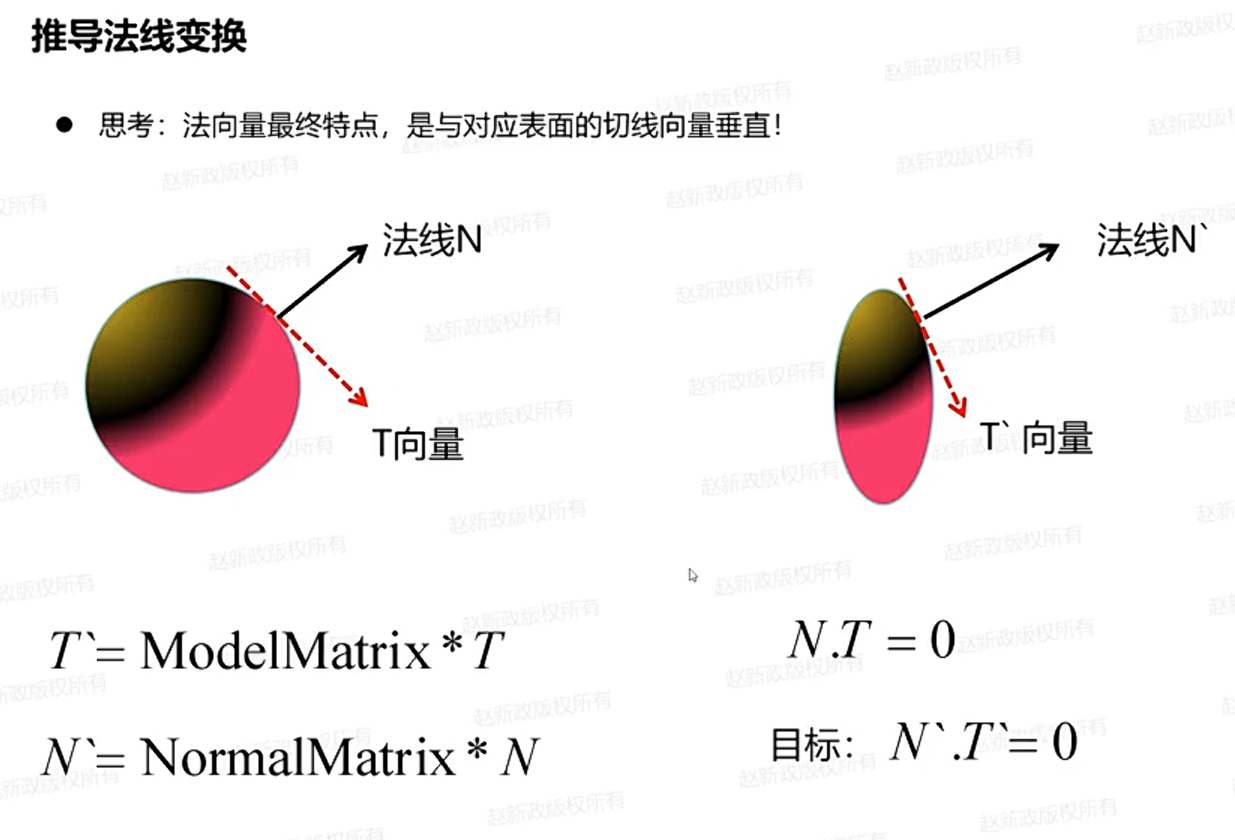 推导法线变换
● 思考：法向量最终特点，是与对应表面的切线向量垂直！
法线N
法线N`
T向量
T` 向量
T`= ModelMatrix * T
N.T = 0
N`= NormalMatrix * N
目标： N`.T`= 0
赵新政版权所有